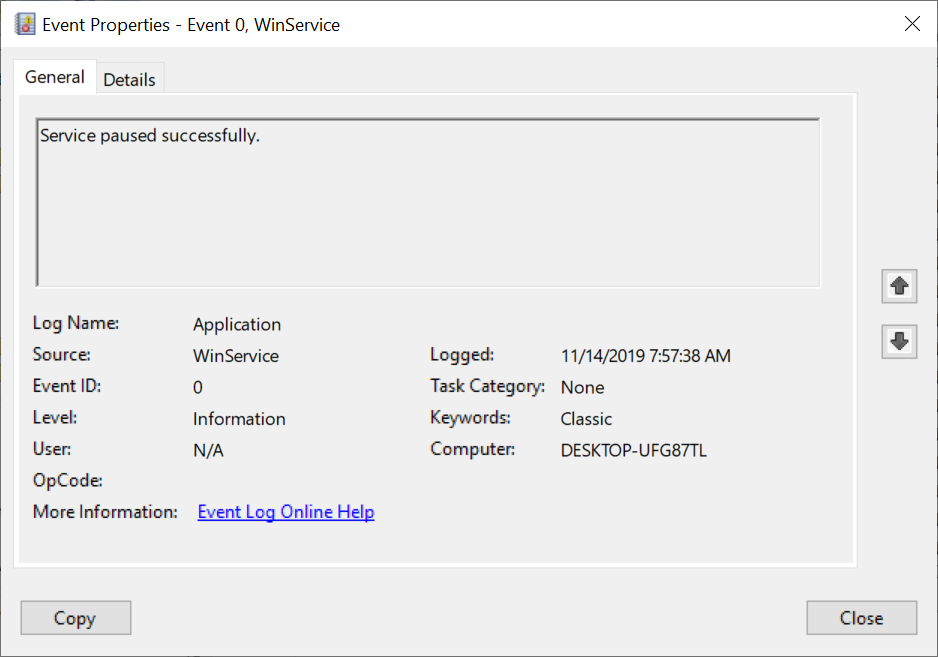 Event Properties - Event 0, WinService
General Details
Service paused successfully.
Log Name: Application
Source: WinService Logged: 11/14/2019 7:57:38 AM
Event ID: 0 Task Category: None
Level: Information Keywords: Classic
User: N/A Computer: DESKTOP-UFG87TL
OpCode:
More Information: Event Log Online Help
Copy Close